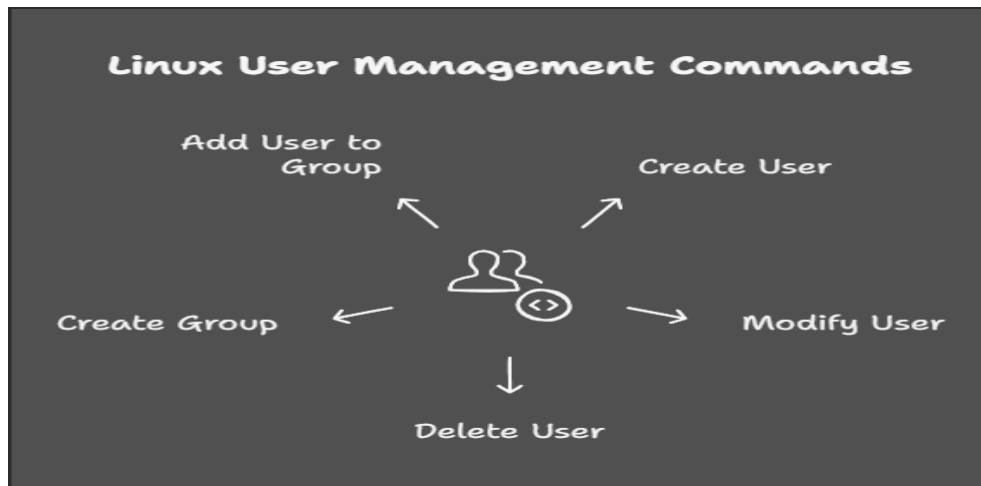 Linux User Management Commands
Add User to
Group
Create User
Create Group
Modify User
Delete User